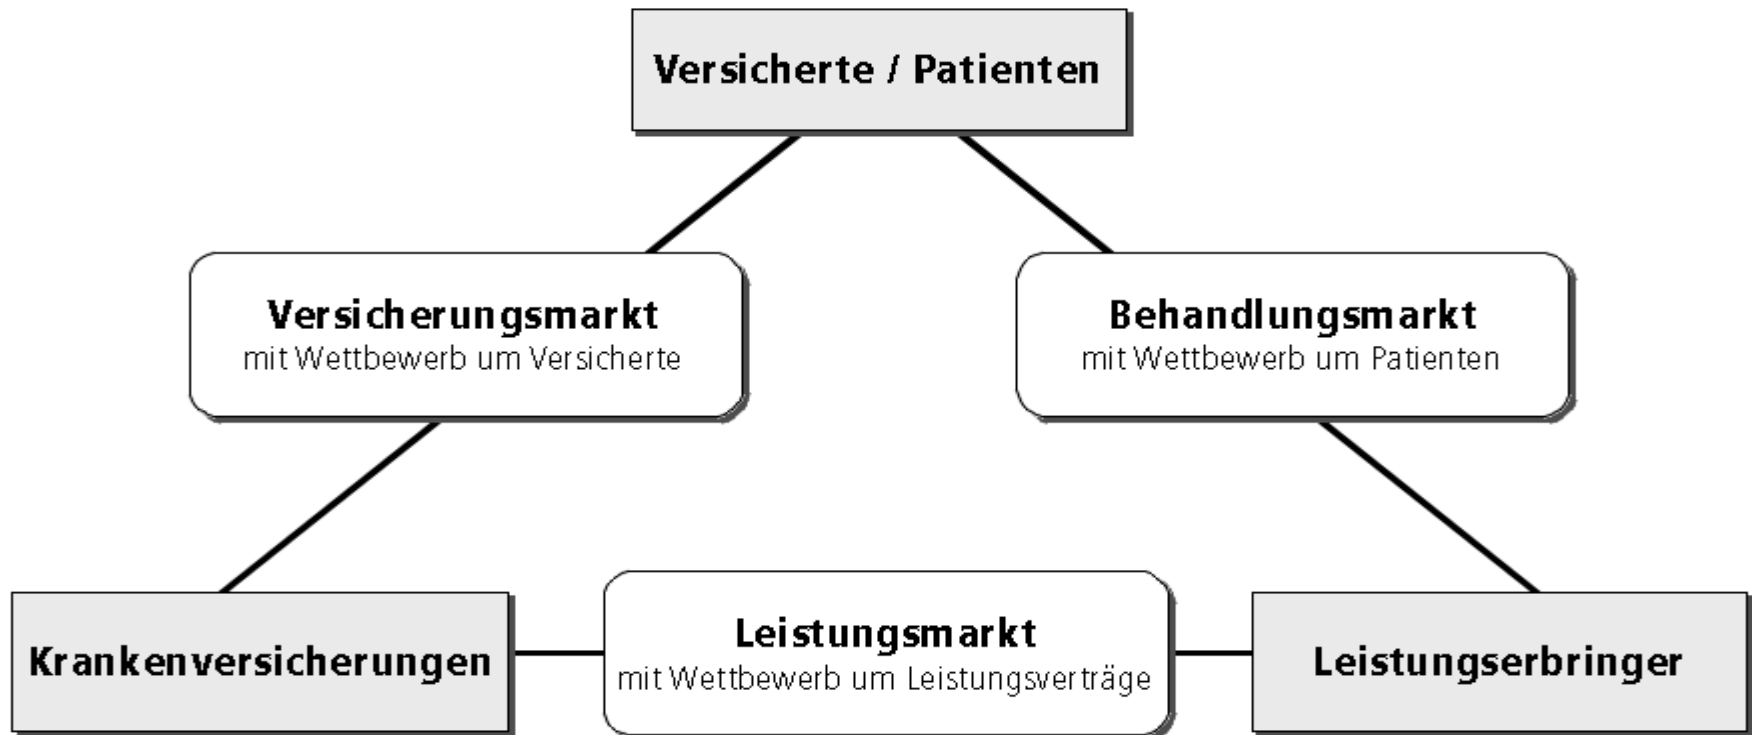 Versicherte / Patienten
Versicherungsmarkt
mit Wettbewerb um Versicherte
Behandlungsmarkt
mit Wettbewerb um Patienten
Krankenversicherungen
Leistungsmarkt
mit Wettbewerb um Leistungsverträge
Leistungserbringer